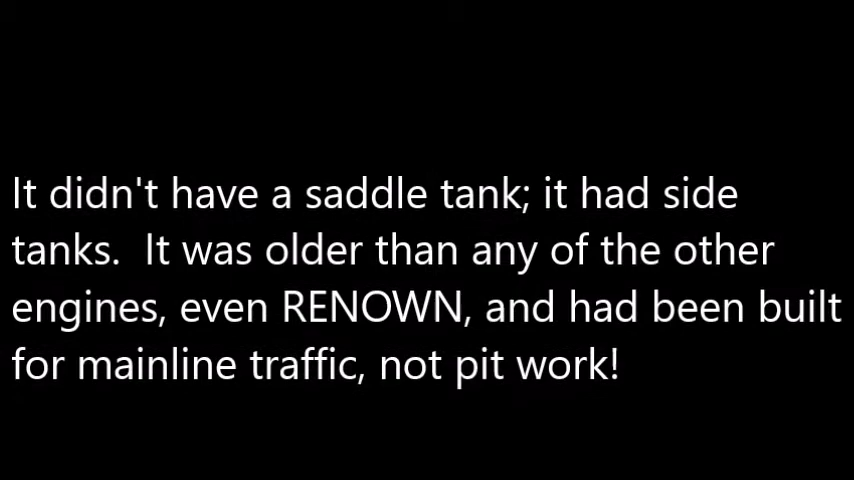 It didn't have a saddle tank; it had side
tanks.  It was older than any of the other
engines, even RENOWN, and had been built
for mainline traffic, not pit work!